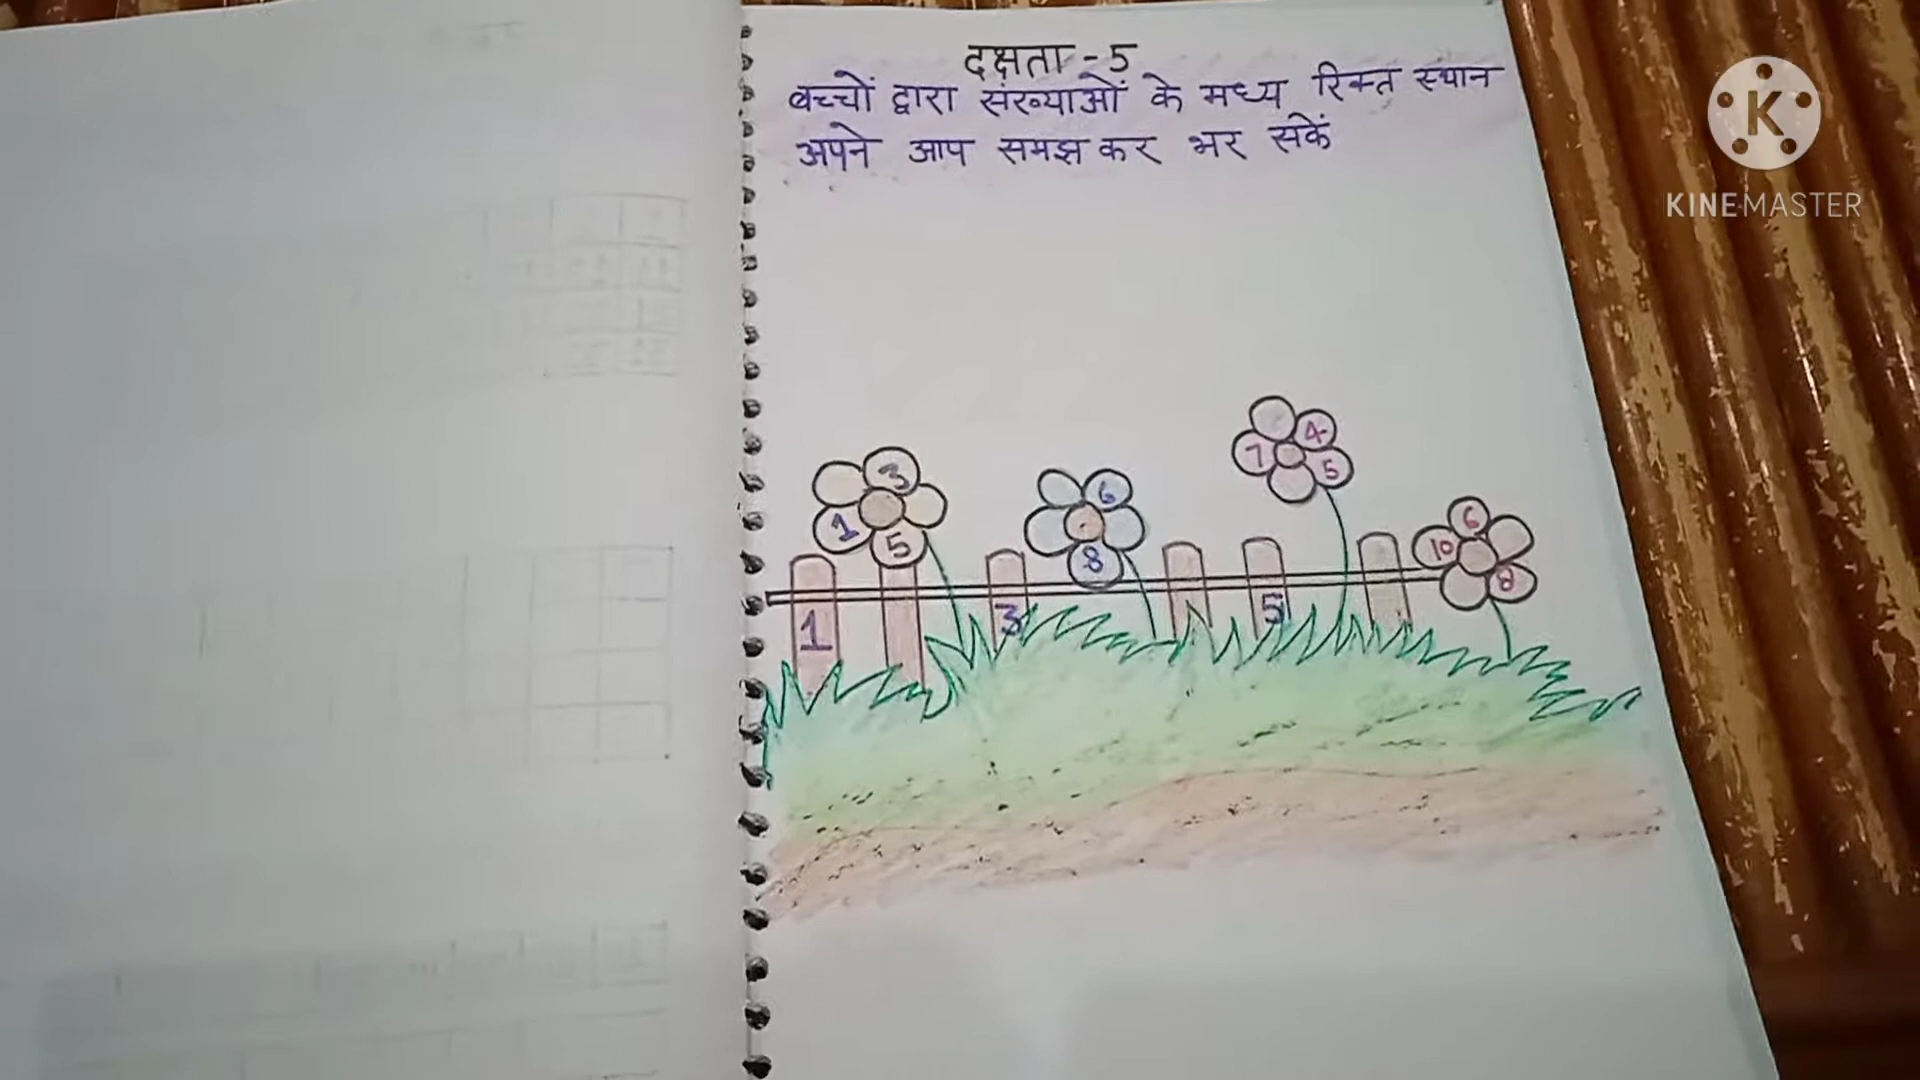 दक्षता - 5
बच्चों द्वारा संख्याओं के मध्य रिक्त स्थान
अपने आप समझ कर भर सकें
KINEMASTER
K
3
1
5
6
8
4
7
5
6
10
8
1
3
5